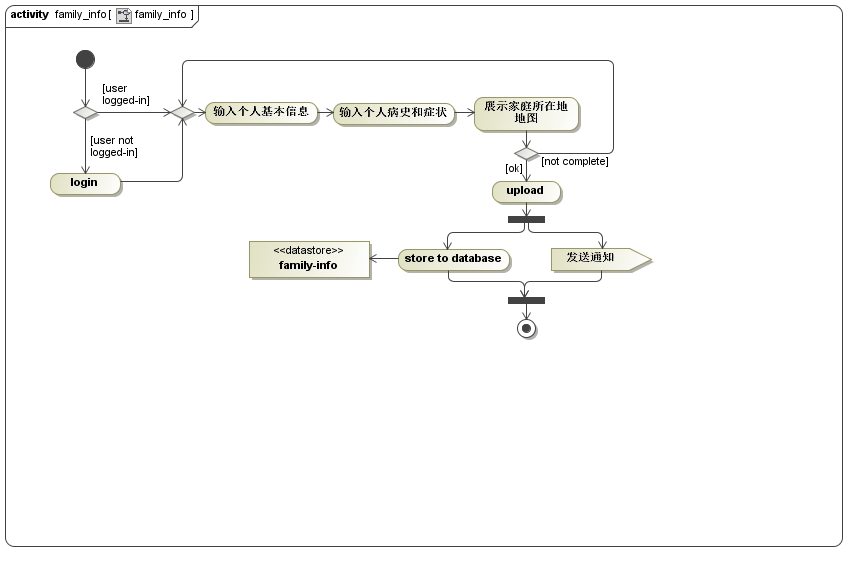 activity family_info [ family_info ]
[user
logged-in]
输入个人基本信息
输入个人病史和症状
展示家庭所在地
地图
[user not
logged-in]
[not complete]
[ok]
login
upload
<<datastore>>
family-info
store to database
发送通知